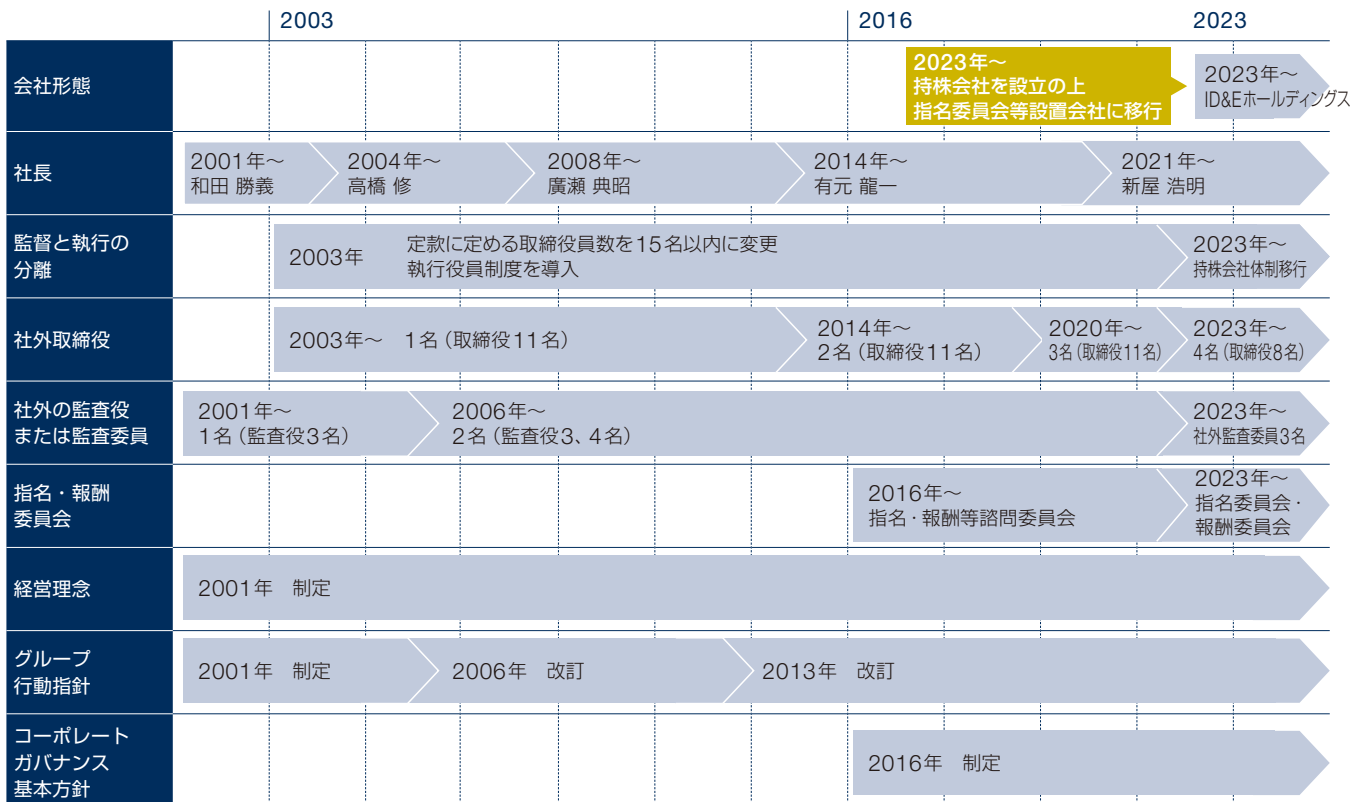 2003
2016
2023
会社形態
2023年～
持株会社を設立の上
指名委員会等設置会社に移行
2023年～
ID&Eホールディングス
社長
2001年～
和田 勝義
2004年～
高橋 修
2008年～
廣瀬 典昭
2014年～
有元 龍一
2021年～
新屋 浩明
監督と執行の
分離
2003年
定款に定める取締役員数を15名以内に変更
執行役員制度を導入
2023年～
持株会社体制移行
社外取締役
2003年～ 1名（取締役11名）
2014年～
2名（取締役11名）
2020年～
3名（取締役11名）
2023年～
4名（取締役8名）
社外の監査役
または監査委員
2001年～
1名（監査役3名）
2006年～
2名（監査役3、4名）
2023年～
社外監査委員3名
指名・報酬
委員会
2016年～
指名・報酬等諮問委員会
2023年～
指名委員会・
報酬委員会
経営理念
2001年 制定
グループ
行動指針
2001年 制定
2006年 改訂
2013年 改訂
コーポレート
ガバナンス
基本方針
2016年 制定